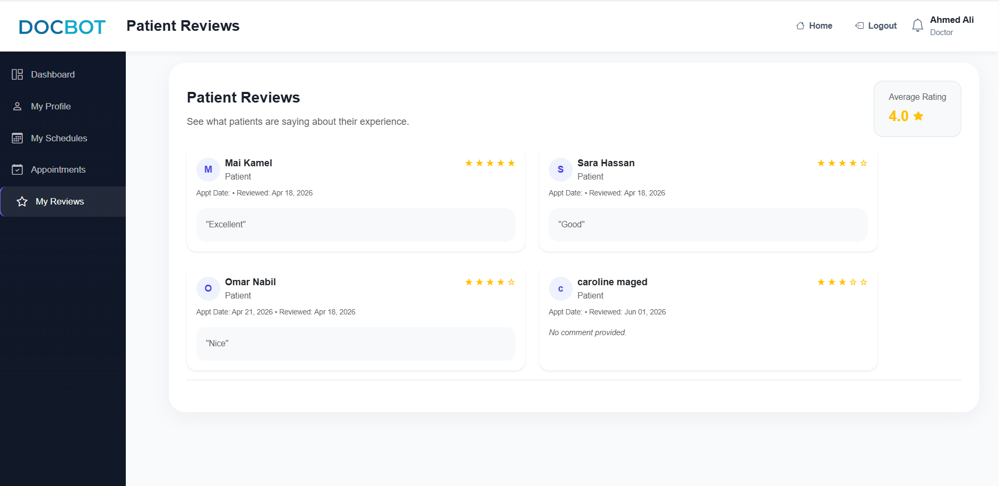 DOCBOT
Patient Reviews
Home
Logout
Ahmed Ali
Doctor
Dashboard
My Profile
My Schedules
Appointments
My Reviews
Patient Reviews
See what patients are saying about their experience.
Average Rating
4.0
M
Mai Kamel
Patient
Appt Date: • Reviewed: Apr 18, 2026
"Excellent"
S
Sara Hassan
Patient
Appt Date: • Reviewed: Apr 18, 2026
"Good"
O
Omar Nabil
Patient
Appt Date: Apr 21, 2026 • Reviewed: Apr 18, 2026
"Nice"
c
caroline maged
Patient
Appt Date: • Reviewed: Jun 01, 2026
No comment provided.